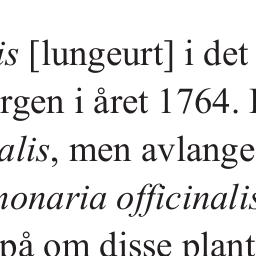 is [lungeurt] i det
rgen i året 1764.
alis, men avlange
monaria officinalis
på om disse plant